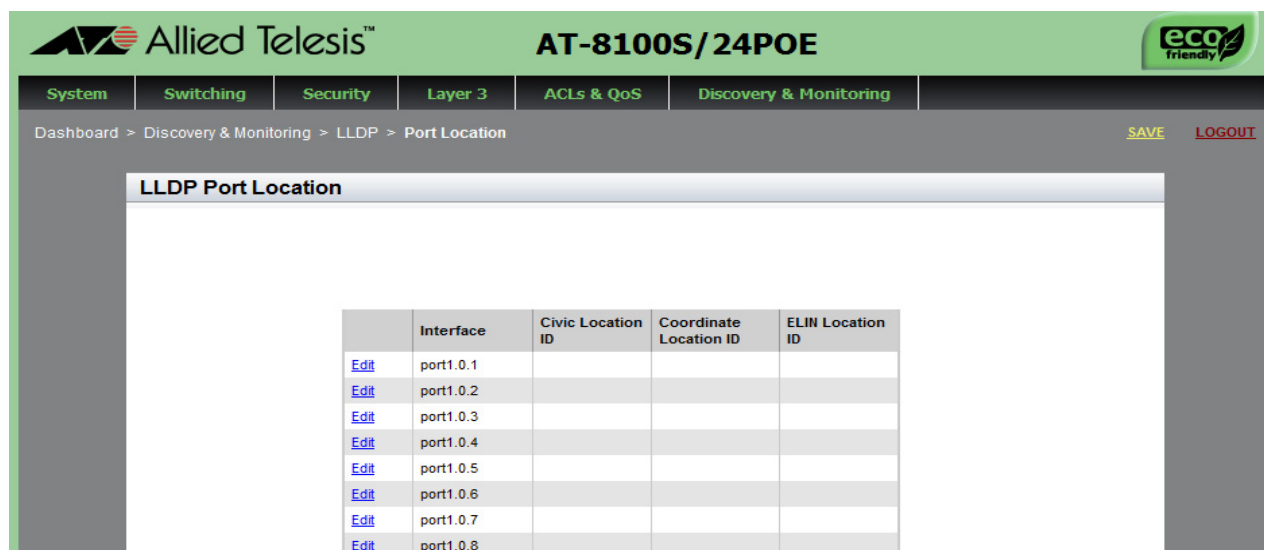 Allied Telesis™ AT-8100S/24POE eco friendly
System Switching Security Layer 3 ACLs & QoS Discovery & Monitoring
Dashboard > Discovery & Monitoring > LLDP > Port Location SAVE LOGOUT
LLDP Port Location
Interface Civic Location ID Coordinate Location ID ELIN Location ID
Edit port1.0.1
Edit port1.0.2
Edit port1.0.3
Edit port1.0.4
Edit port1.0.5
Edit port1.0.6
Edit port1.0.7
Edit port1.0.8